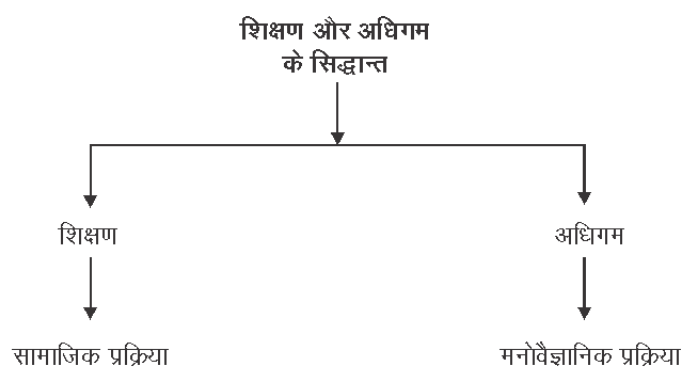 शिक्षण और अधिगम
के सिद्धान्त
शिक्षण
अधिगम
सामाजिक प्रक्रिया
मनोवैज्ञानिक प्रक्रिया